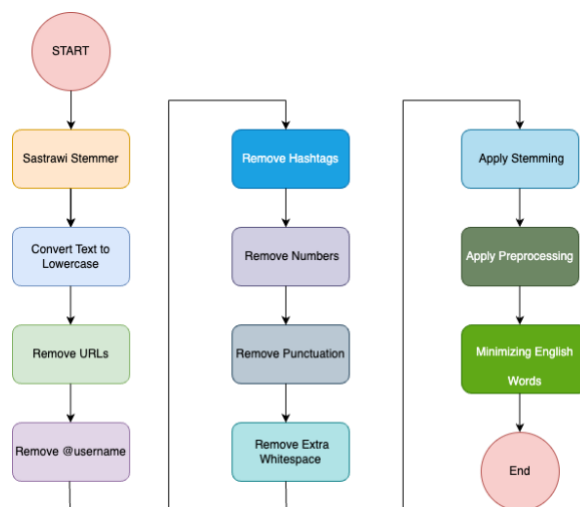 START
Sastrawi Stemmer
Convert Text to
Lowercase
Remove URLs
Remove @username
Remove Hashtags
Remove Numbers
Remove Punctuation
Remove Extra
Whitespace
Apply Stemming
Apply Preprocessing
Minimizing English
Words
End